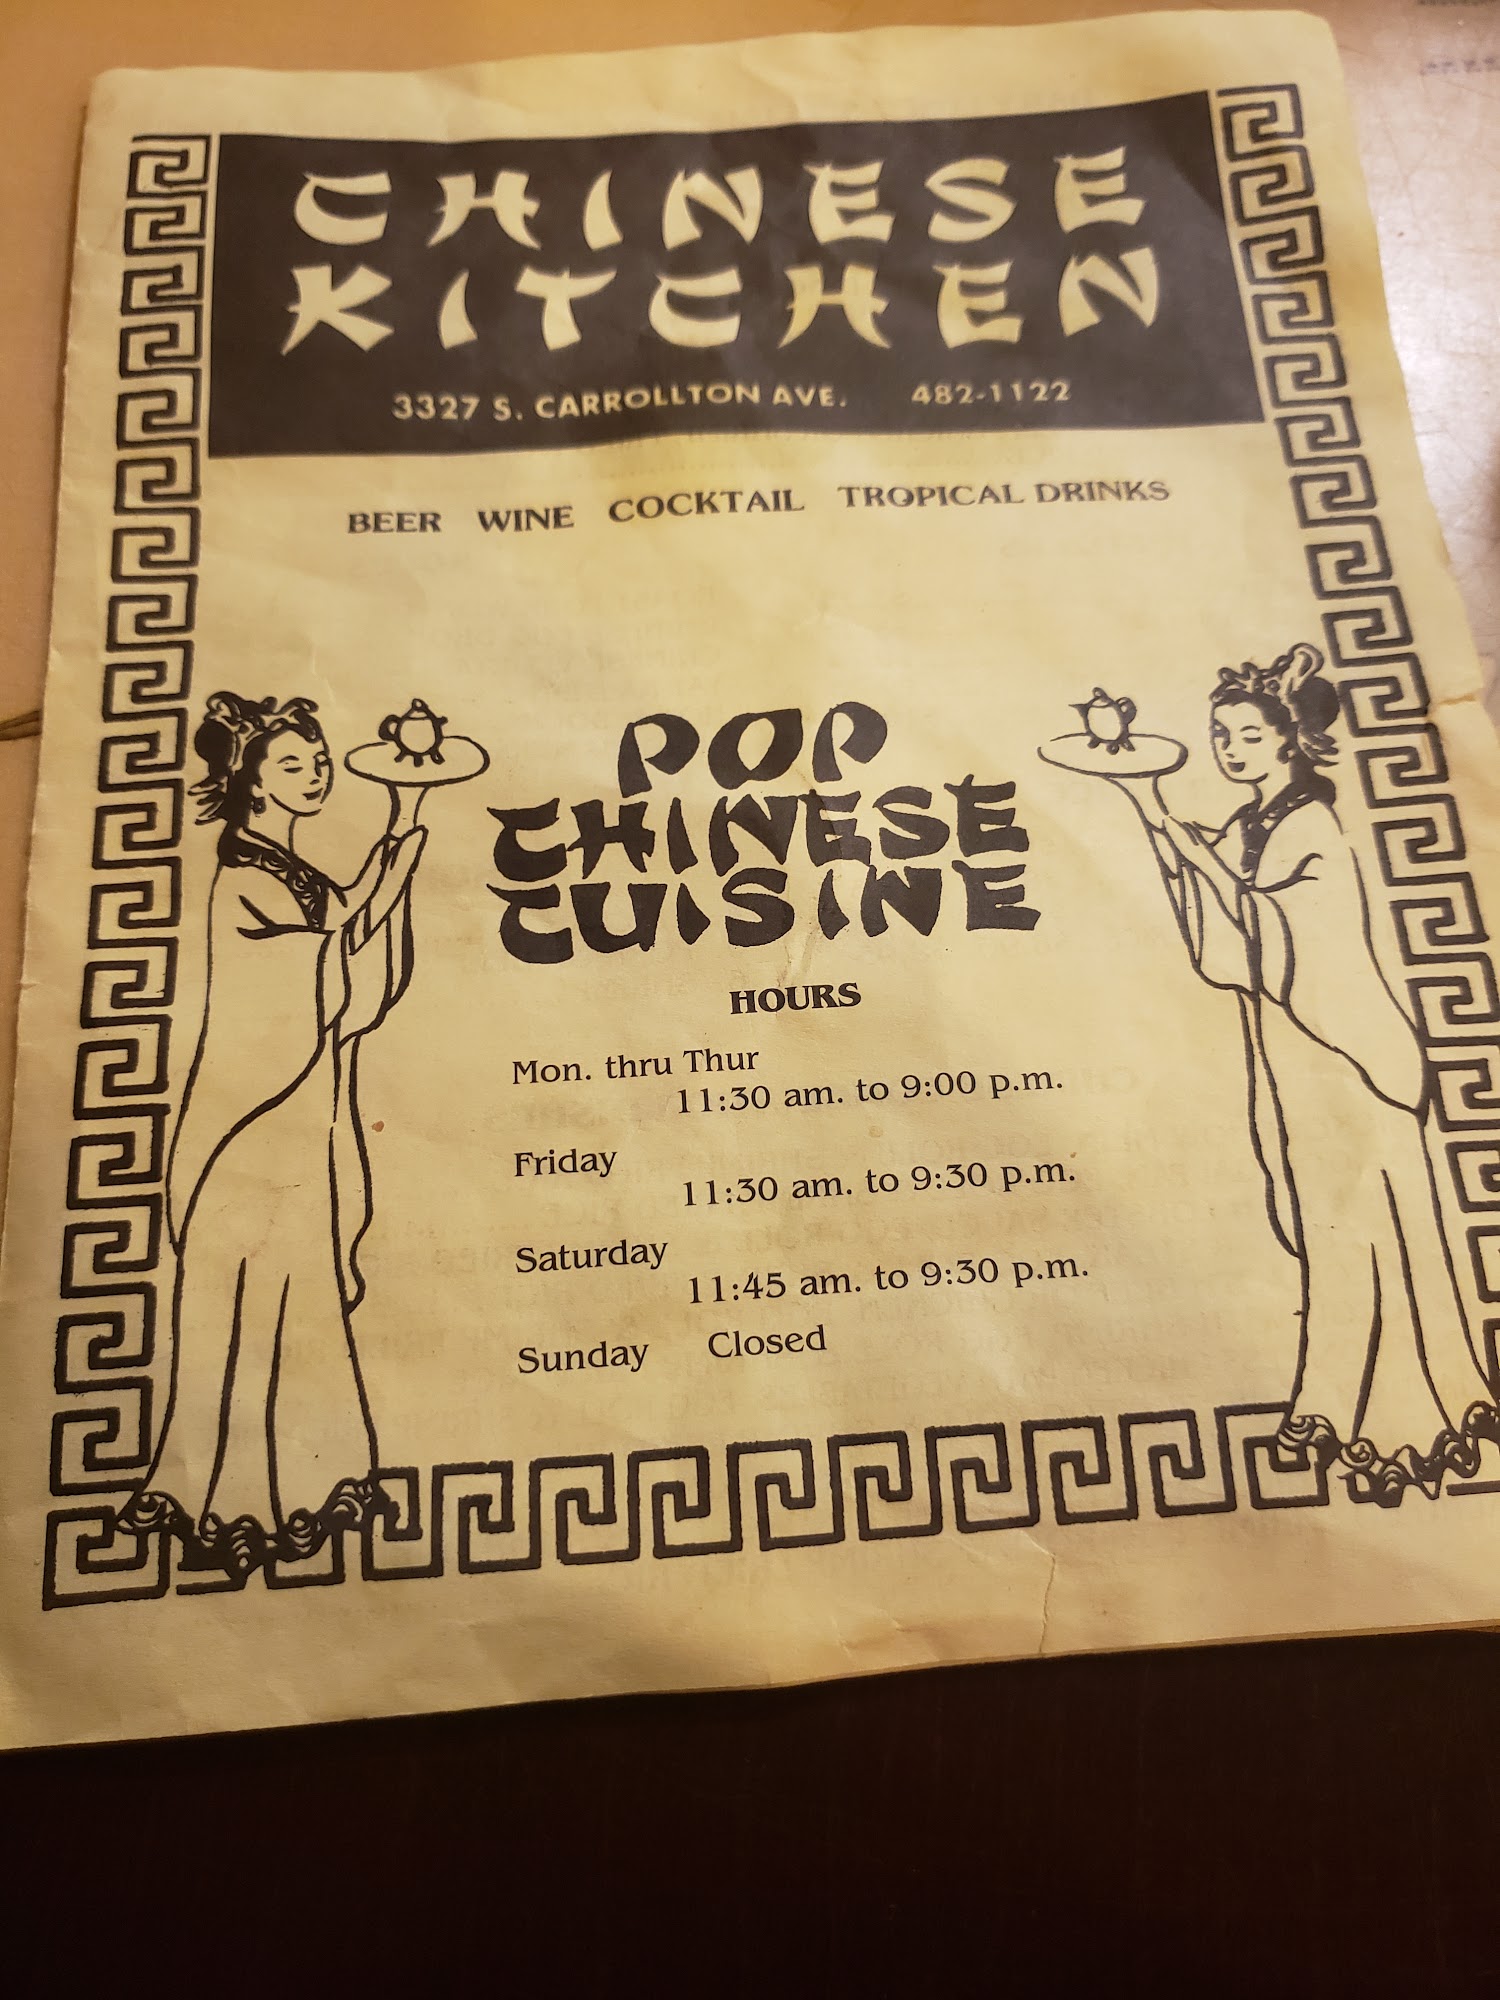 CHINESE
KITCHEN
3327 S. CARROLLTON AVE. 482-1122
BEER WINE COCKTAIL TROPICAL DRINKS
POP
CHINESE
CUISINE
HOURS
Mon. thru Thur
11:30 am. to 9:00 p.m.
Friday
11:30 am. to 9:30 p.m.
Saturday
11:45 am. to 9:30 p.m.
Sunday Closed